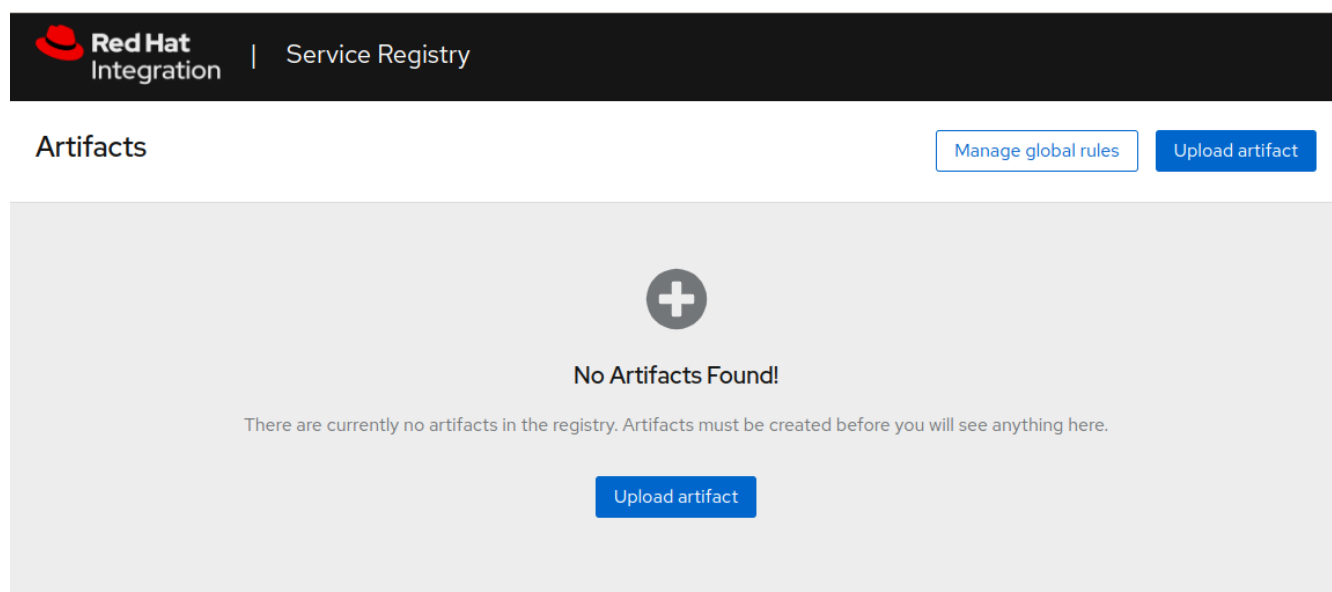 Red Hat
Integration
| Service Registry
Artifacts
Manage global rules
Upload artifact
No Artifacts Found!
There are currently no artifacts in the registry. Artifacts must be created before you will see anything here.
Upload artifact